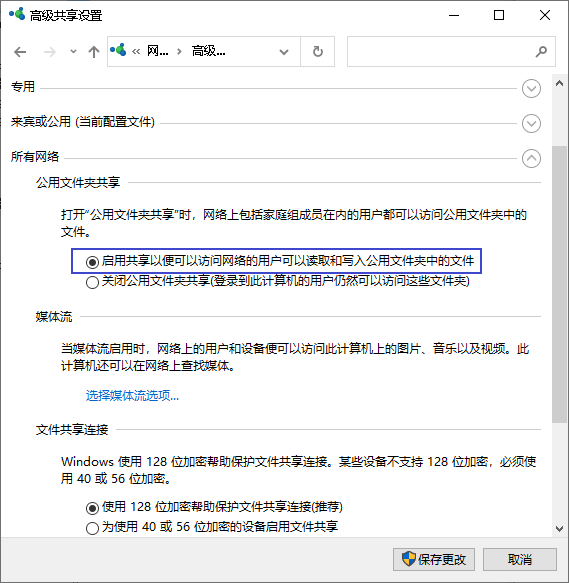 高级共享设置
« 网... › 高级...
专用
来宾或公用 (当前配置文件)
所有网络
公用文件夹共享
打开“公用文件夹共享”时，网络上包括家庭组成员在内的用户都可以访问公用文件夹中的
文件。
启用共享以便可以访问网络的用户可以读取和写入公用文件夹中的文件
关闭公用文件夹共享(登录到此计算机的用户仍然可以访问这些文件夹)
媒体流
当媒体流启用时，网络上的用户和设备便可以访问此计算机上的图片、音乐以及视频。此
计算机还可以在网络上查找媒体。
选择媒体流选项...
文件共享连接
Windows 使用 128 位加密帮助保护文件共享连接。某些设备不支持 128 位加密，必须使
用 40 或 56 位加密。
使用 128 位加密帮助保护文件共享连接(推荐)
为使用 40 或 56 位加密的设备启用文件共享
保存更改
取消